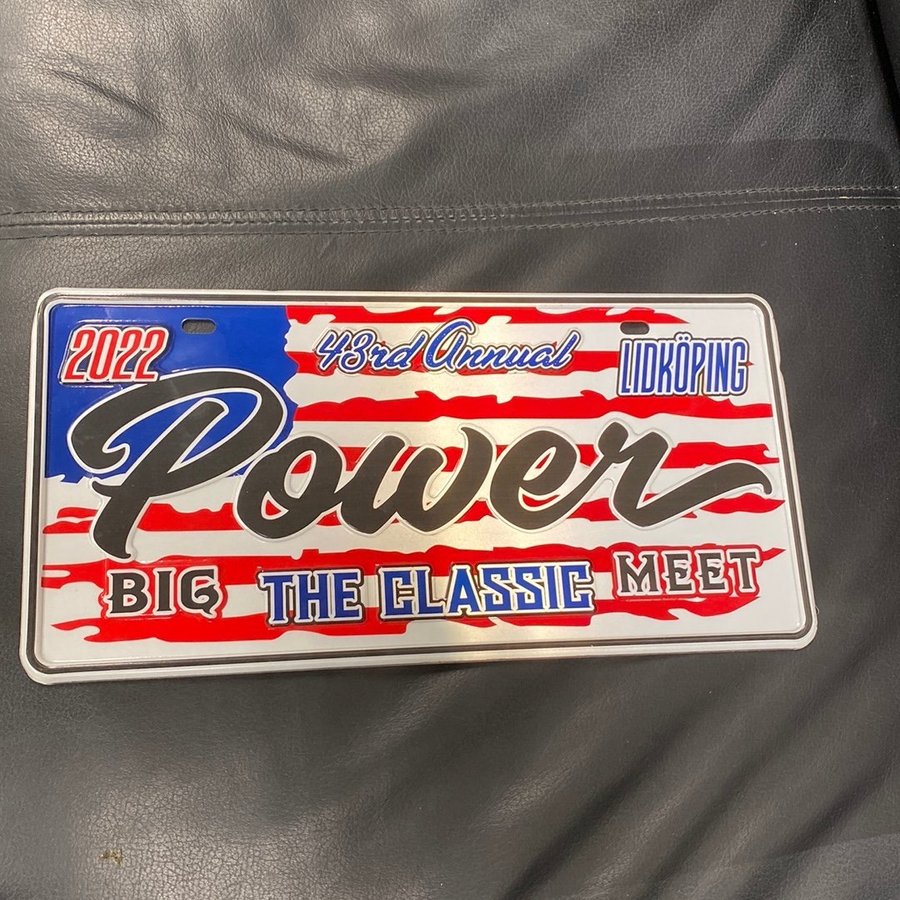 2022 43rd Annual LIDKÖPING
Power
BIG THE CLASSIC MEET